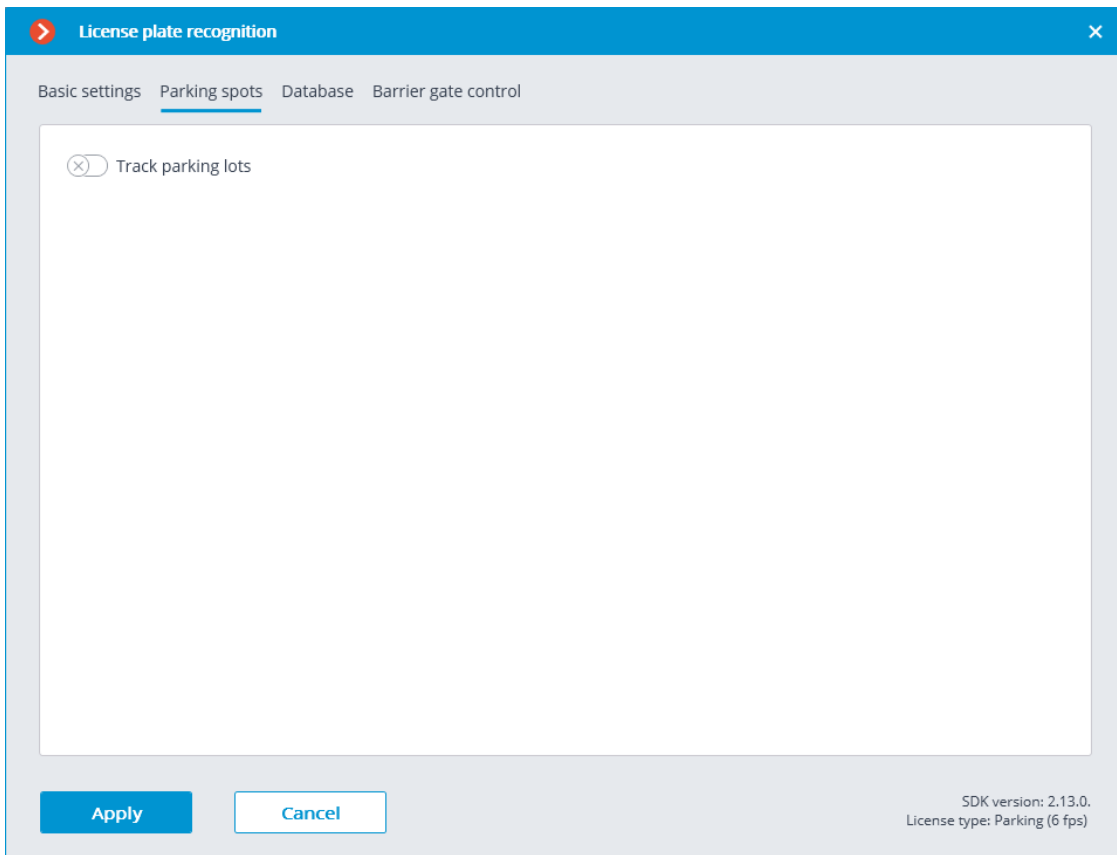 License plate recognition
Basic settings Parking spots Database Barrier gate control
Track parking lots
Apply
Cancel
SDK version: 2.13.0.
License type: Parking (6 fps)